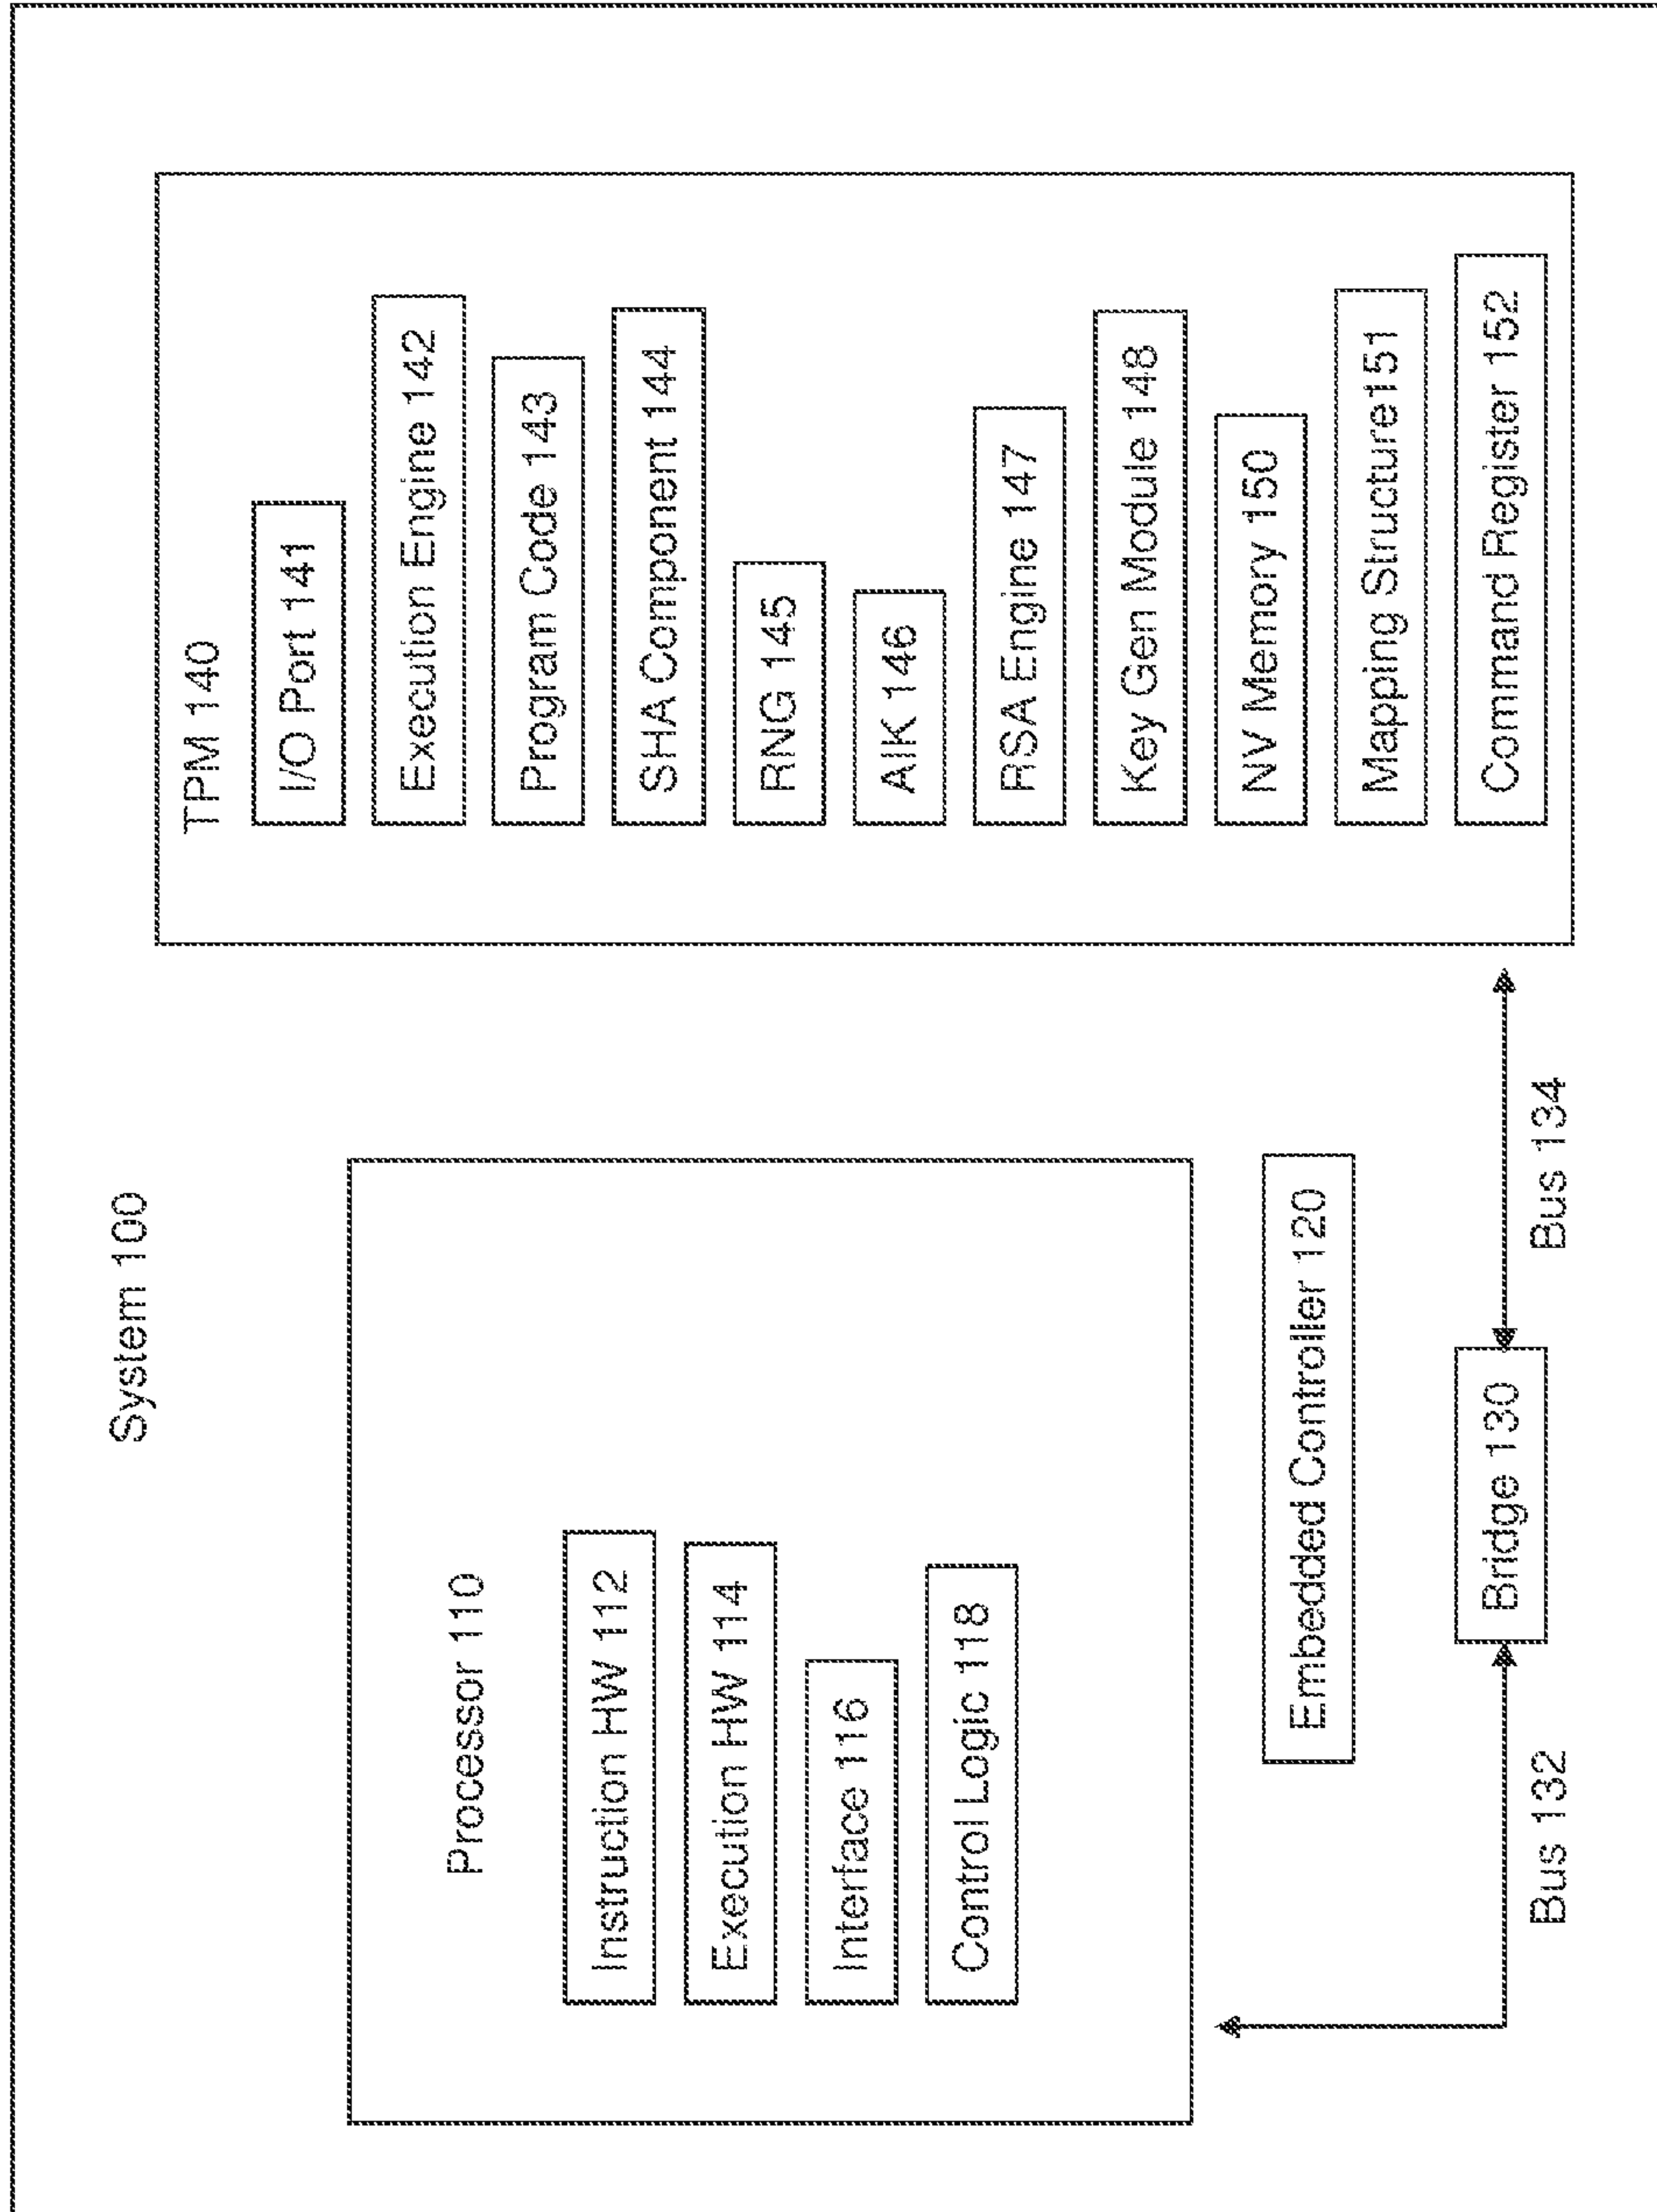 System 100
Processor 110
Instruction HW 112
Execution HW 114
Interface 116
Control Logic 118
Embedded Controller 120
Bridge 130
Bus 132
Bus 134
TPM 140
I/O Port 141
Execution Engine 142
Program Code 143
SHA Component 144
RNG 145
AIK 146
RSA Engine 147
Key Gen Module 148
NV Memory 150
Mapping Structure151
Command Register 152